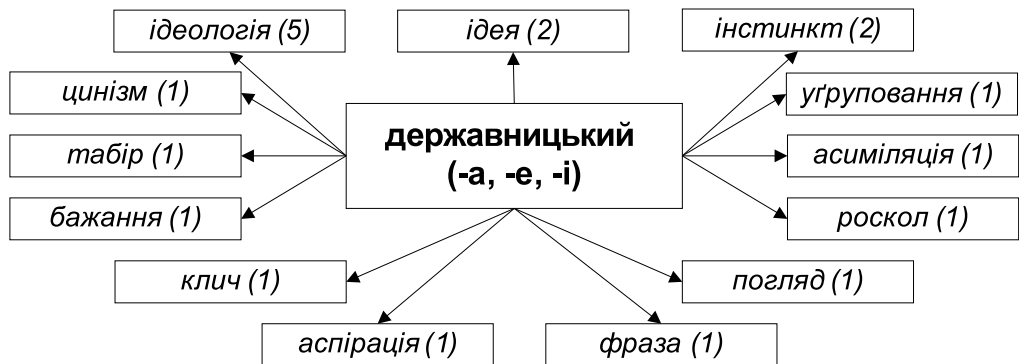 ідеологія (5)
ідея (2)
інстинкт (2)
цинізм (1)
уґруповання (1)
державницький
(-а, -е, -і)
табір (1)
асиміляція (1)
бажання (1)
роскол (1)
клич (1)
погляд (1)
аспірація (1)
фраза (1)